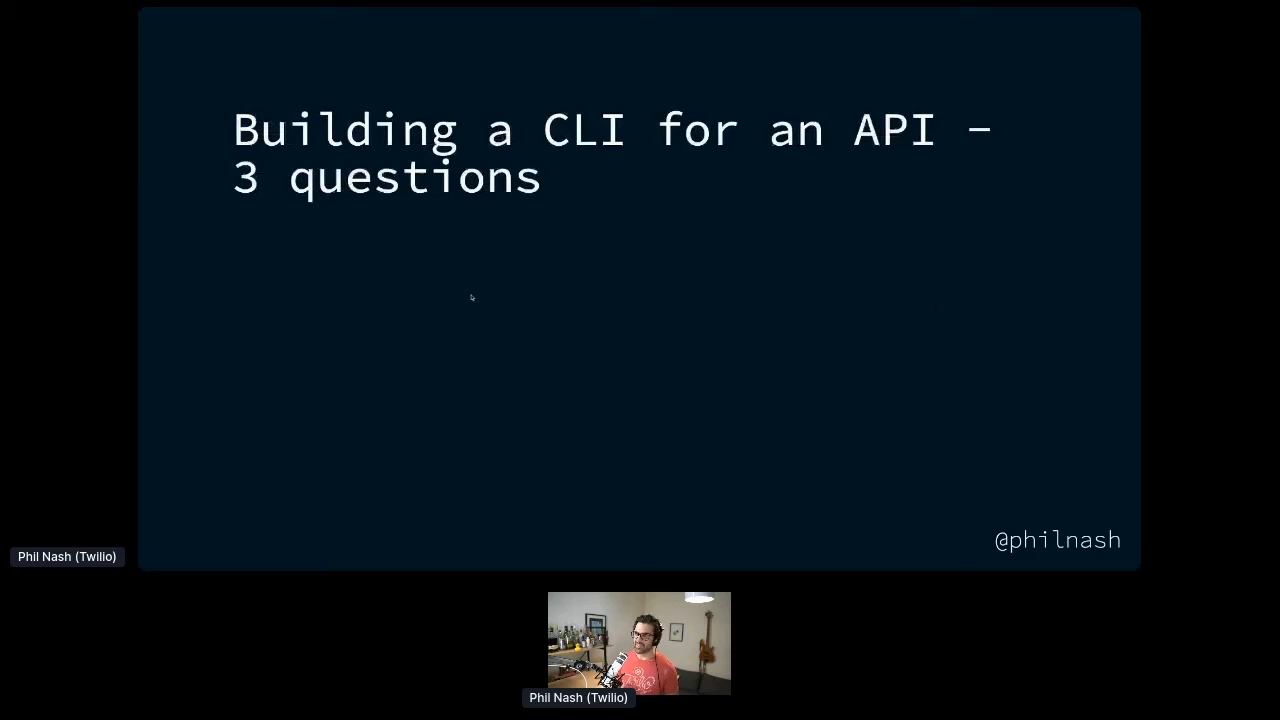 Building a CLI for an API –
3 questions
@philnash
Phil Nash (Twilio)
Phil Nash (Twilio)